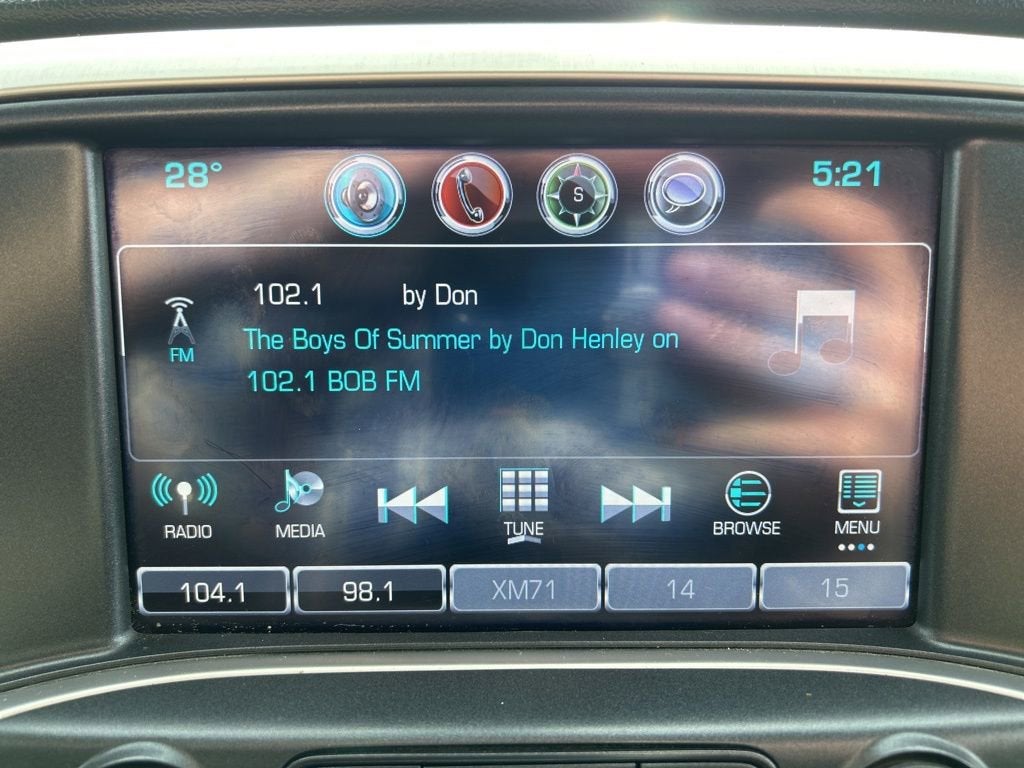 28° S 5:21
102.1 by Don
FM The Boys Of Summer by Don Henley on
102.1 BOB FM
RADIO MEDIA TUNE BROWSE MENU
104.1 98.1 XM71 14 15